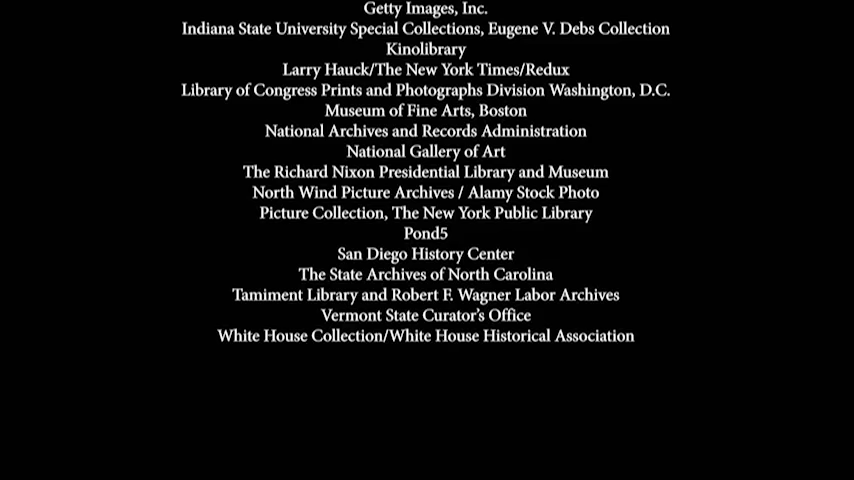 Getty Images, Inc.
Indiana State University Special Collections, Eugene V. Debs Collection
Kinolibrary
Larry Hauck/The New York Times/Redux
Library of Congress Prints and Photographs Division Washington, D.C.
Museum of Fine Arts, Boston
National Archives and Records Administration
National Gallery of Art
The Richard Nixon Presidential Library and Museum
North Wind Picture Archives / Alamy Stock Photo
Picture Collection, The New York Public Library
Pond5
San Diego History Center
The State Archives of North Carolina
Tamiment Library and Robert F. Wagner Labor Archives
Vermont State Curator's Office
White House Collection/White House Historical Association